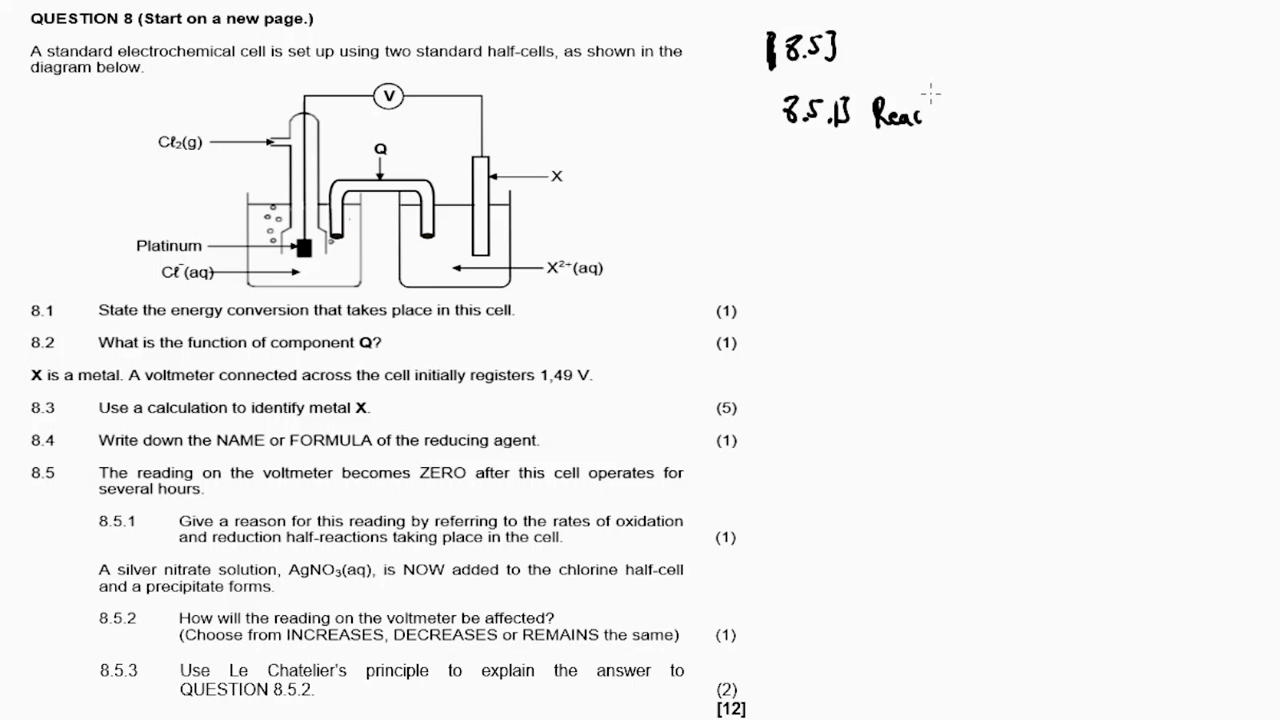 QUESTION 8 (Start on a new page.)
A standard electrochemical cell is set up using two standard half-cells, as shown in the
diagram below.
V
Cℓ₂(g)
Q
X
Platinum
Cℓ⁻(aq)
X²⁺(aq)
8.1 State the energy conversion that takes place in this cell. (1)
8.2 What is the function of component Q? (1)
X is a metal. A voltmeter connected across the cell initially registers 1,49 V.
8.3 Use a calculation to identify metal X. (5)
8.4 Write down the NAME or FORMULA of the reducing agent. (1)
8.5 The reading on the voltmeter becomes ZERO after this cell operates for
several hours.
8.5.1 Give a reason for this reading by referring to the rates of oxidation
and reduction half-reactions taking place in the cell. (1)
A silver nitrate solution, AgNO₃(aq), is NOW added to the chlorine half-cell
and a precipitate forms.
8.5.2 How will the reading on the voltmeter be affected?
(Choose from INCREASES, DECREASES or REMAINS the same) (1)
8.5.3 Use Le Chatelier's principle to explain the answer to
QUESTION 8.5.2. (2)
[12]
[8.5]
8.5.1] Reac